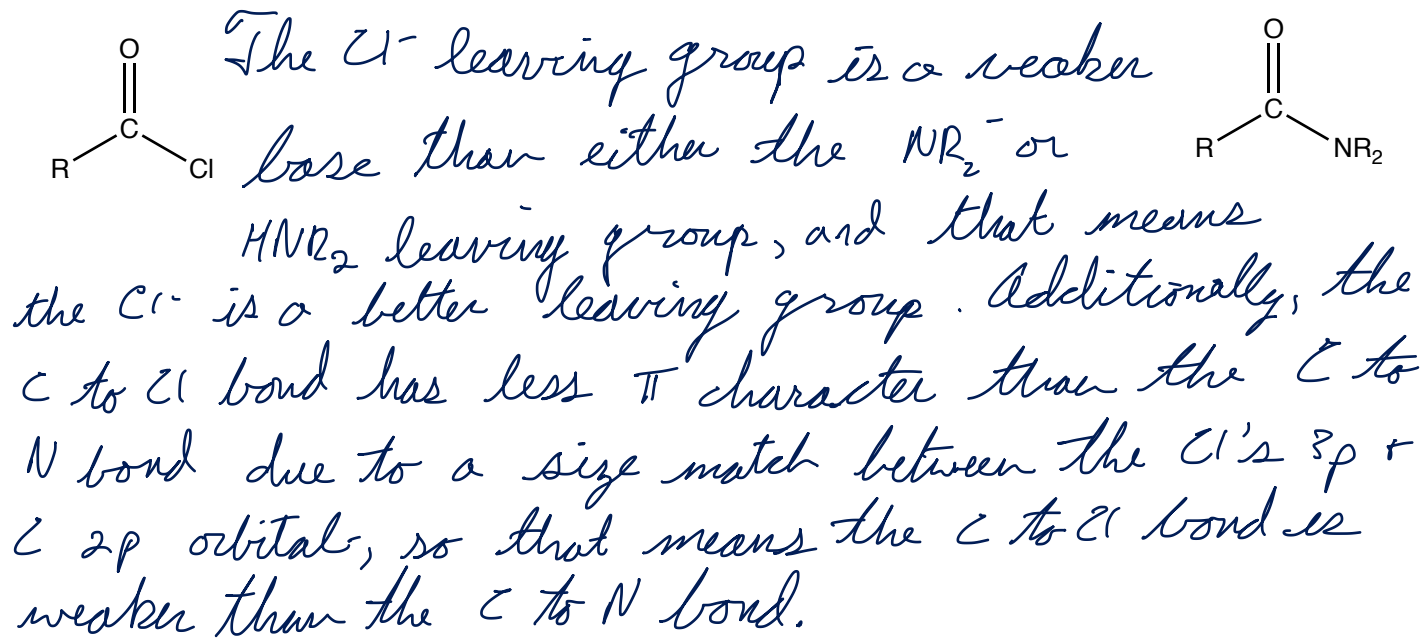 The Cl⁻ leaving group is a weaker
base than either the NR₂⁻ or
HNR₂ leaving group, and that means
the Cl⁻ is a better leaving group. Additionally, the
C to Cl bond has less π character than the C to
N bond due to a size match between the Cl's 3p +
C 2p orbitals, so that means the C to Cl bond is
weaker than the C to N bond.
O
C
R
Cl
O
C
R
NR₂